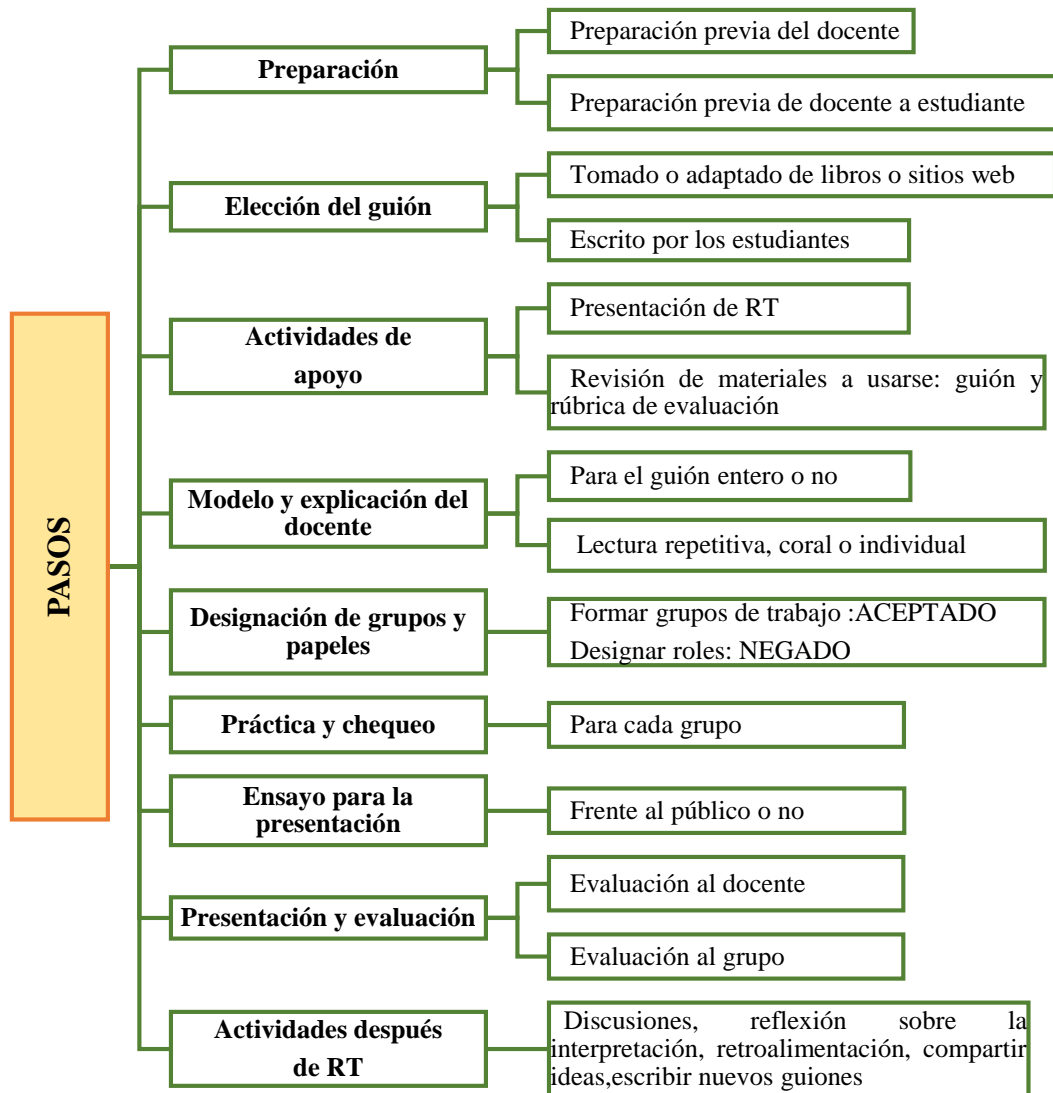 PASOS
Preparación
Preparación previa del docente
Preparación previa de docente a estudiante
Elección del guión
Tomado o adaptado de libros o sitios web
Escrito por los estudiantes
Actividades de
apoyo
Presentación de RT
Revisión de materiales a usarse: guión y
rúbrica de evaluación
Modelo y explicación del
docente
Para el guión entero o no
Lectura repetitiva, coral o individual
Designación de grupos y
papeles
Formar grupos de trabajo :ACEPTADO
Designar roles: NEGADO
Práctica y chequeo
Para cada grupo
Ensayo para la
presentación
Frente al público o no
Presentación y evaluación
Evaluación al docente
Evaluación al grupo
Actividades después
de RT
Discusiones, reflexión sobre la
interpretación, retroalimentación, compartir
ideas,escribir nuevos guiones